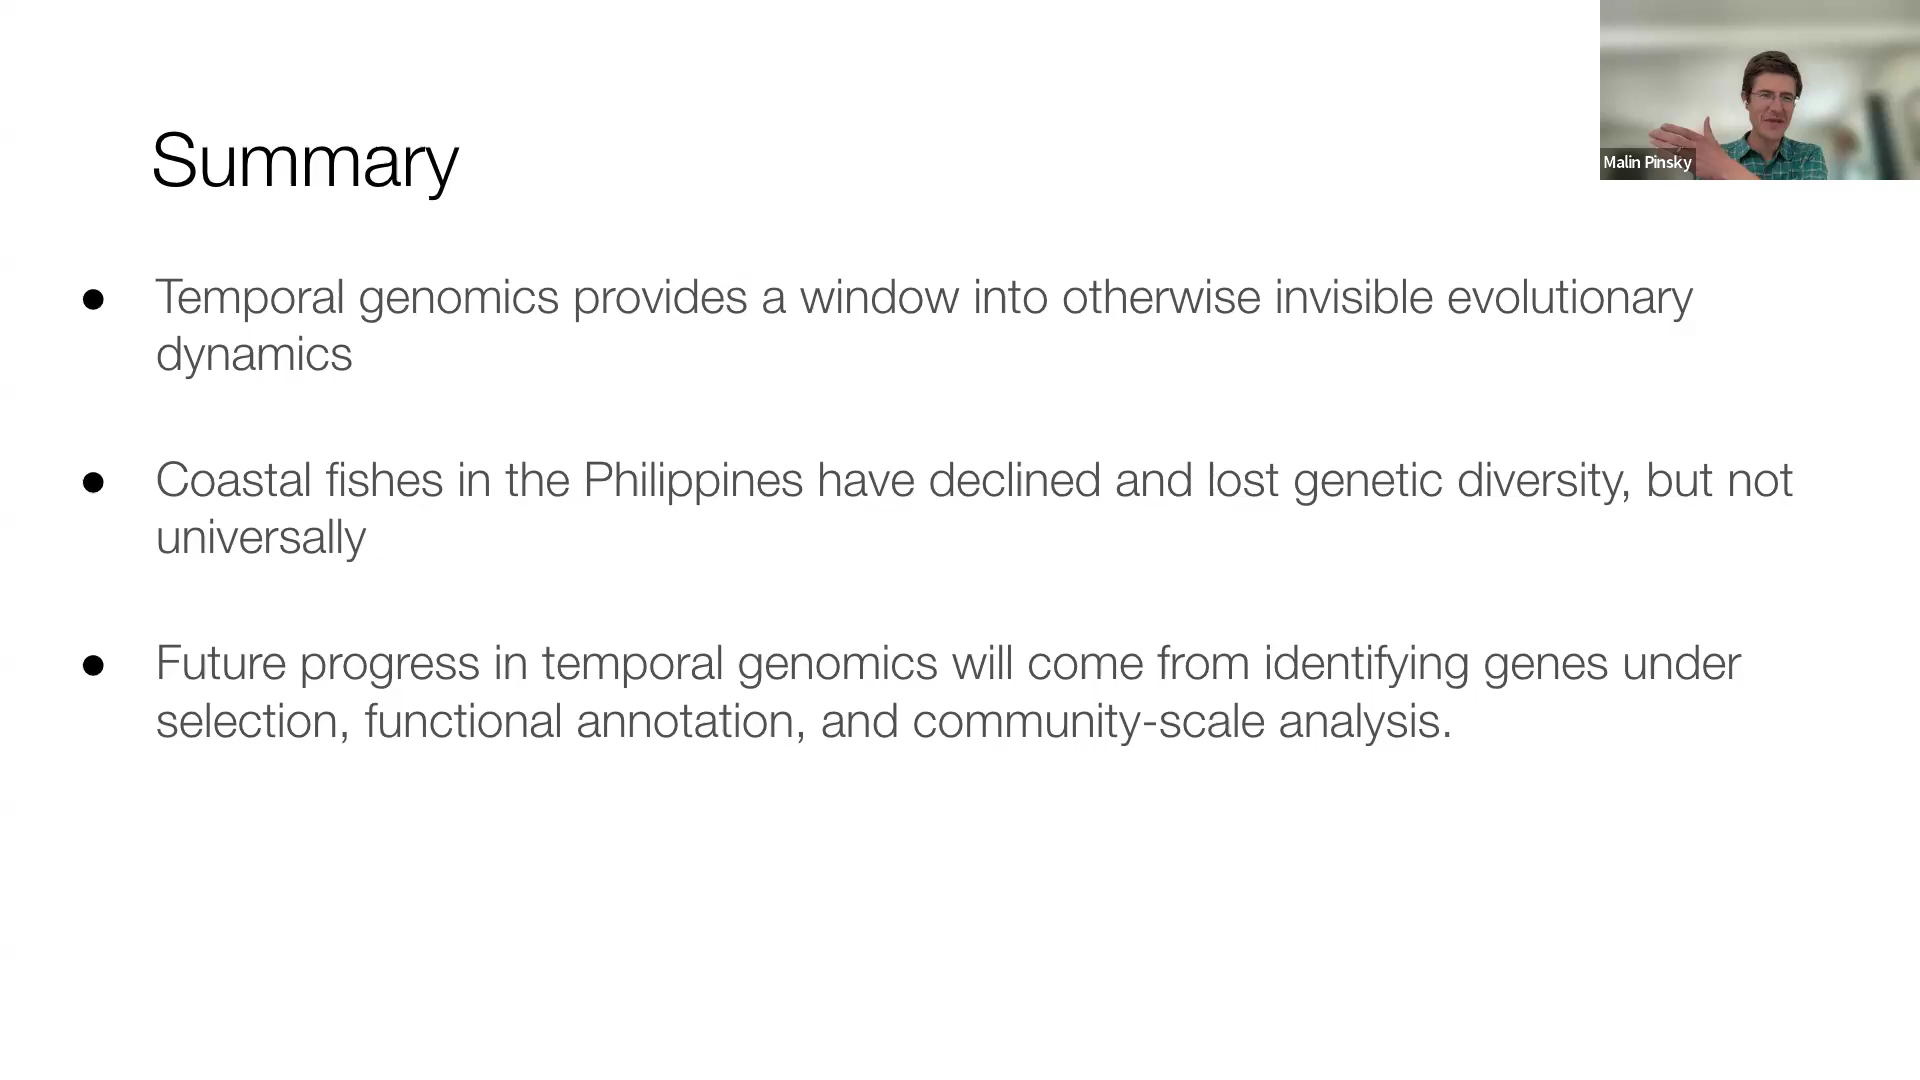 Malin Pinsky
Summary
● Temporal genomics provides a window into otherwise invisible evolutionary
dynamics
● Coastal fishes in the Philippines have declined and lost genetic diversity, but not
universally
● Future progress in temporal genomics will come from identifying genes under
selection, functional annotation, and community-scale analysis.